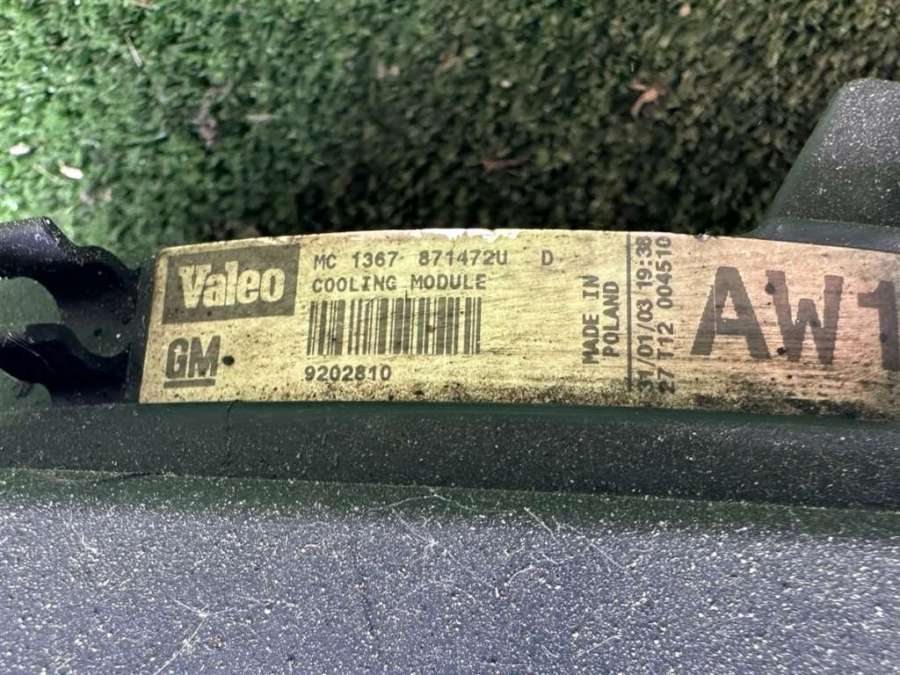 Valeo
GM
MC 1367 871472U D
COOLING MODULE
9202810
MADE IN
POLAND
31/01/03 19:38
27 T12 004510
AW1